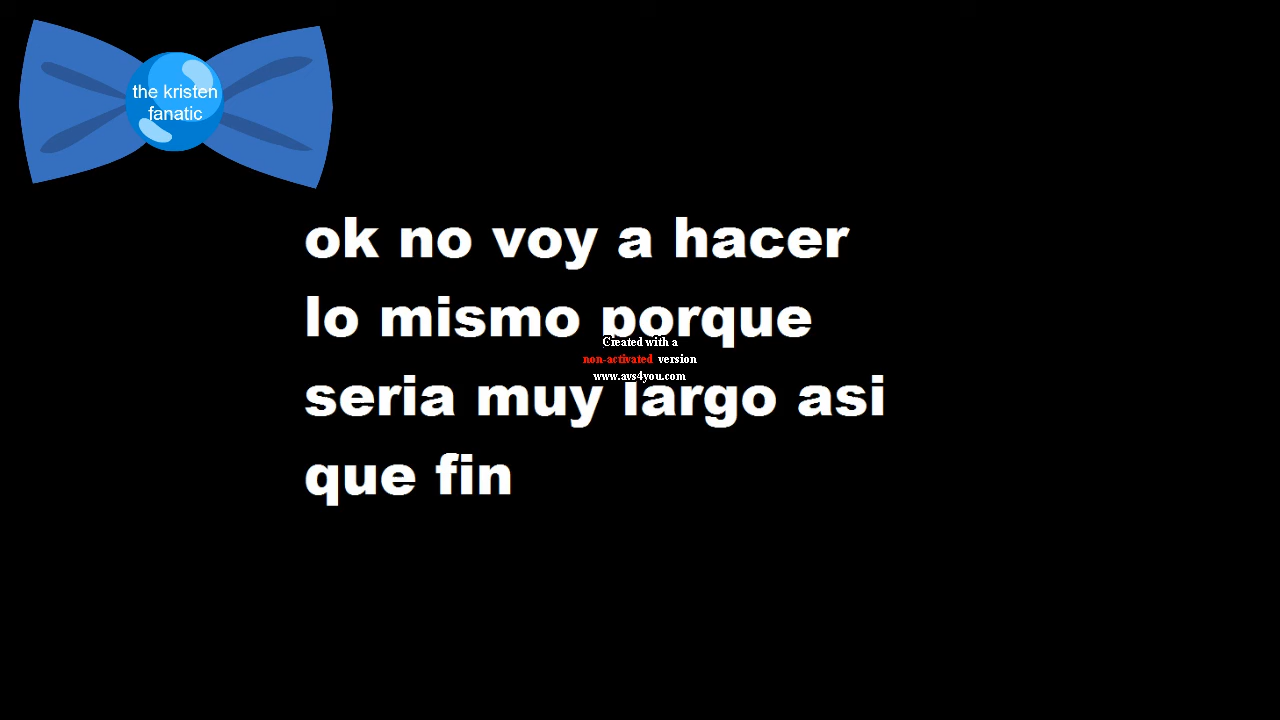 the kristen
fanatic
ok no voy a hacer
lo mismo porque
Created with a
non-activated version
www.avs4you.com
seria muy largo asi
que fin